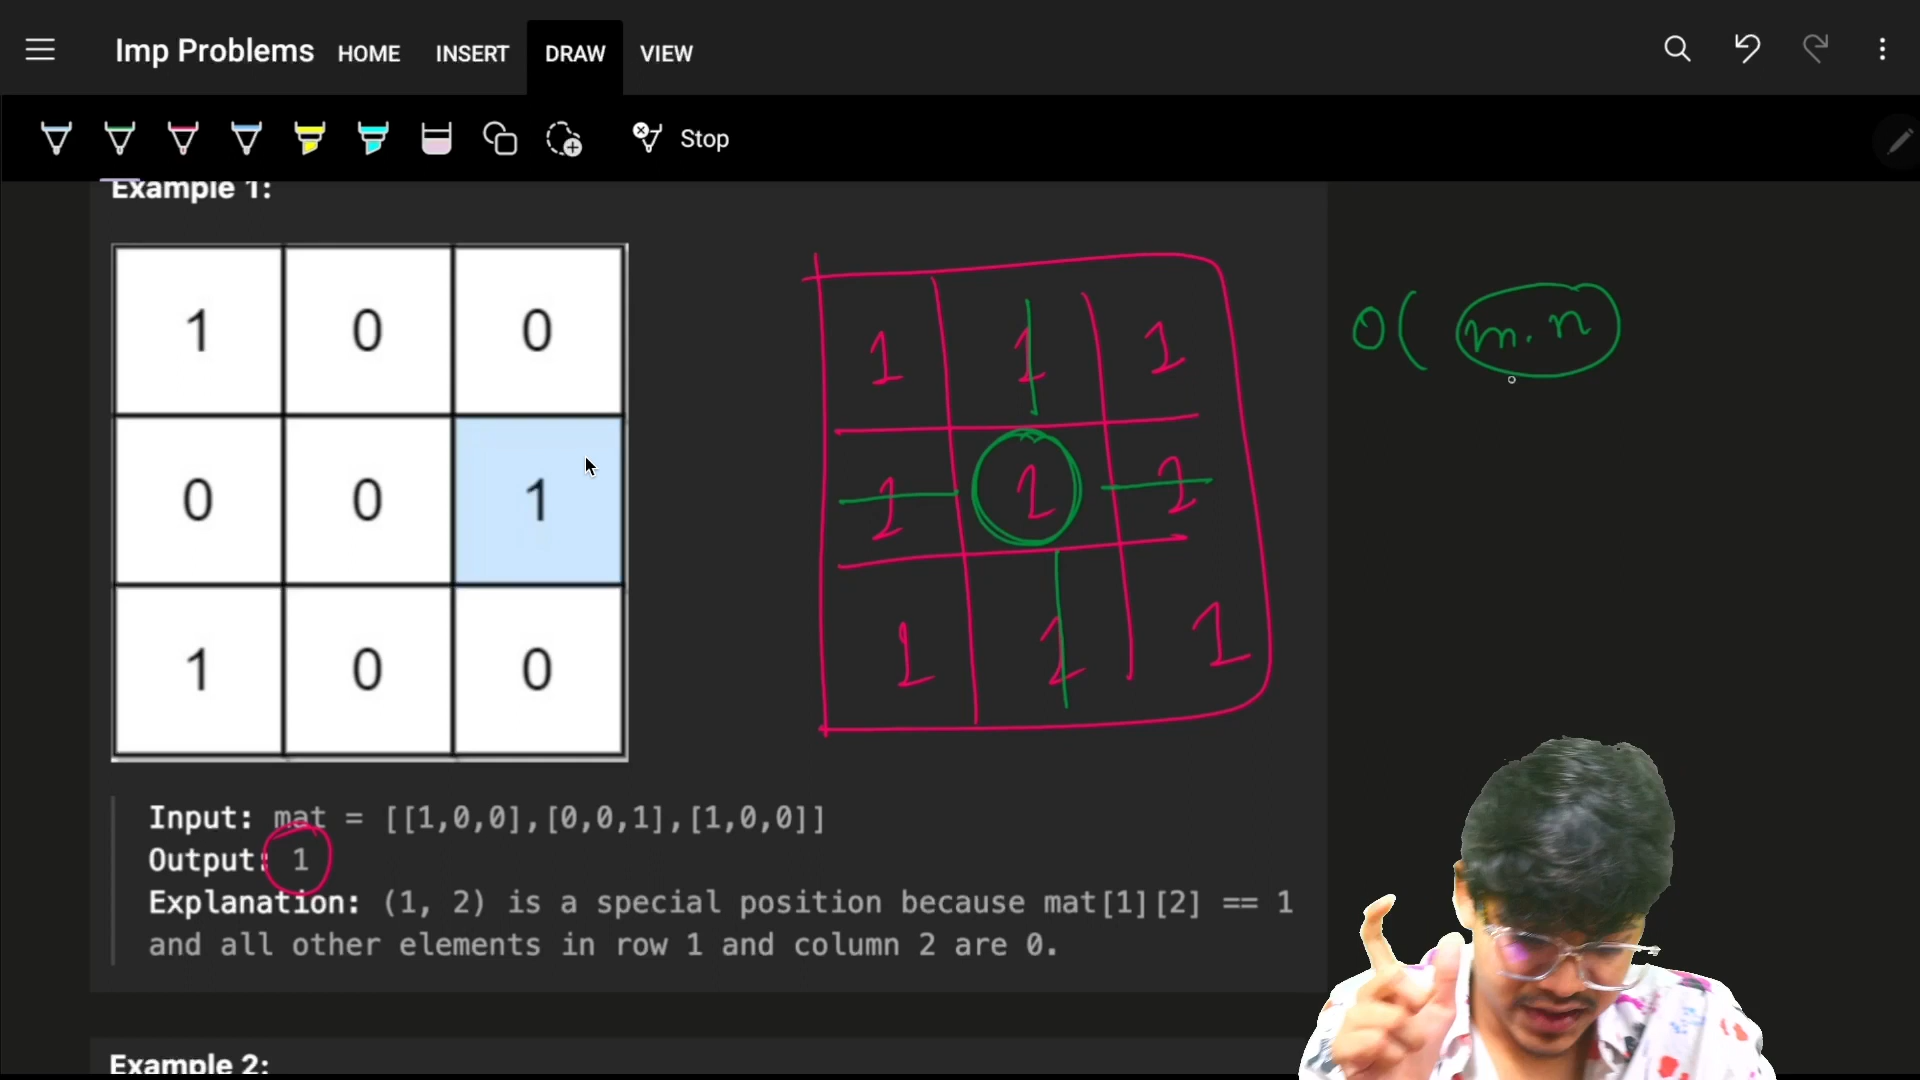 Imp Problems HOME INSERT DRAW VIEW
Stop
Example 1:
1 0 0
0 0 1
1 0 0
1 1 1
1 1 1
1 1 1
O( m.n
Input: mat = [[1,0,0],[0,0,1],[1,0,0]]
Output: 1
Explanation: (1, 2) is a special position because mat[1][2] == 1
and all other elements in row 1 and column 2 are 0.
Example 2: